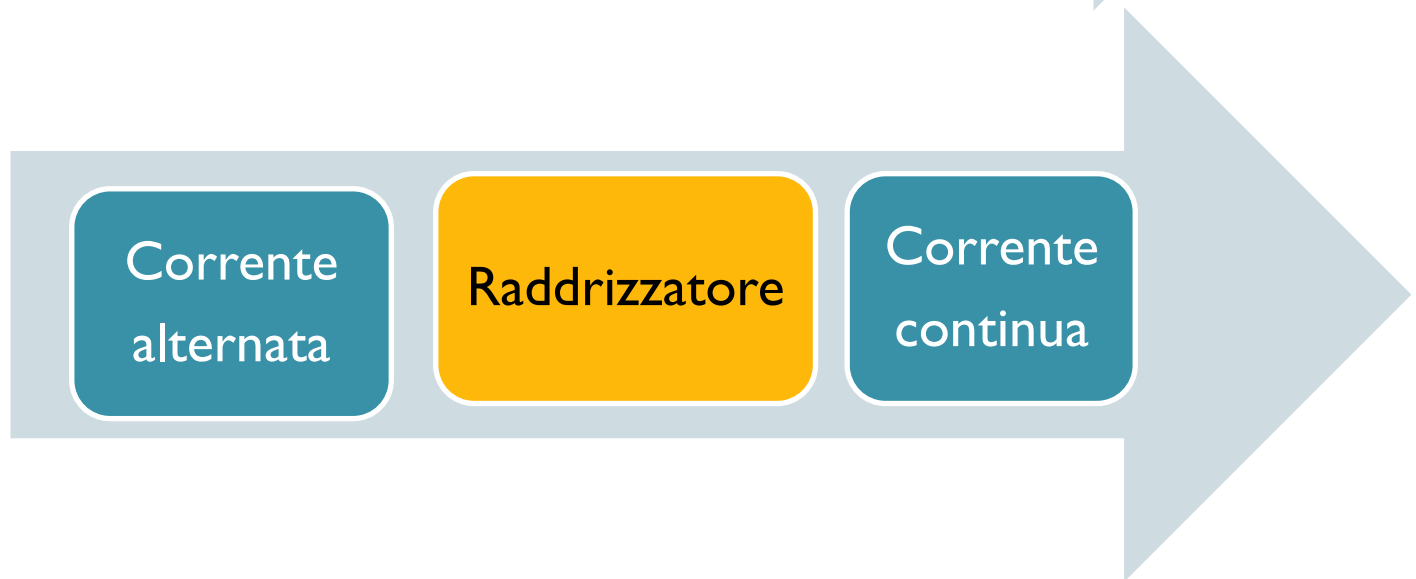 Corrente
alternata
Raddrizzatore
Corrente
continua